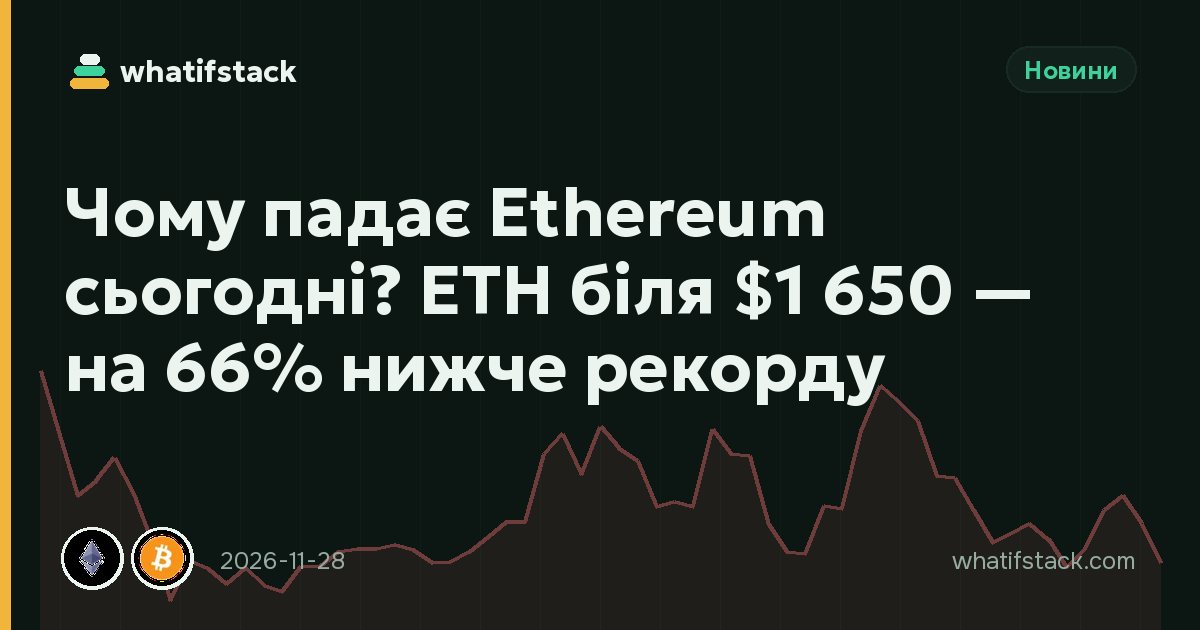 whatifstack
Новини
Чому падає Ethereum
сьогодні? ETH біля $1 650 —
на 66% нижче рекорду
2026-11-28
whatifstack.com